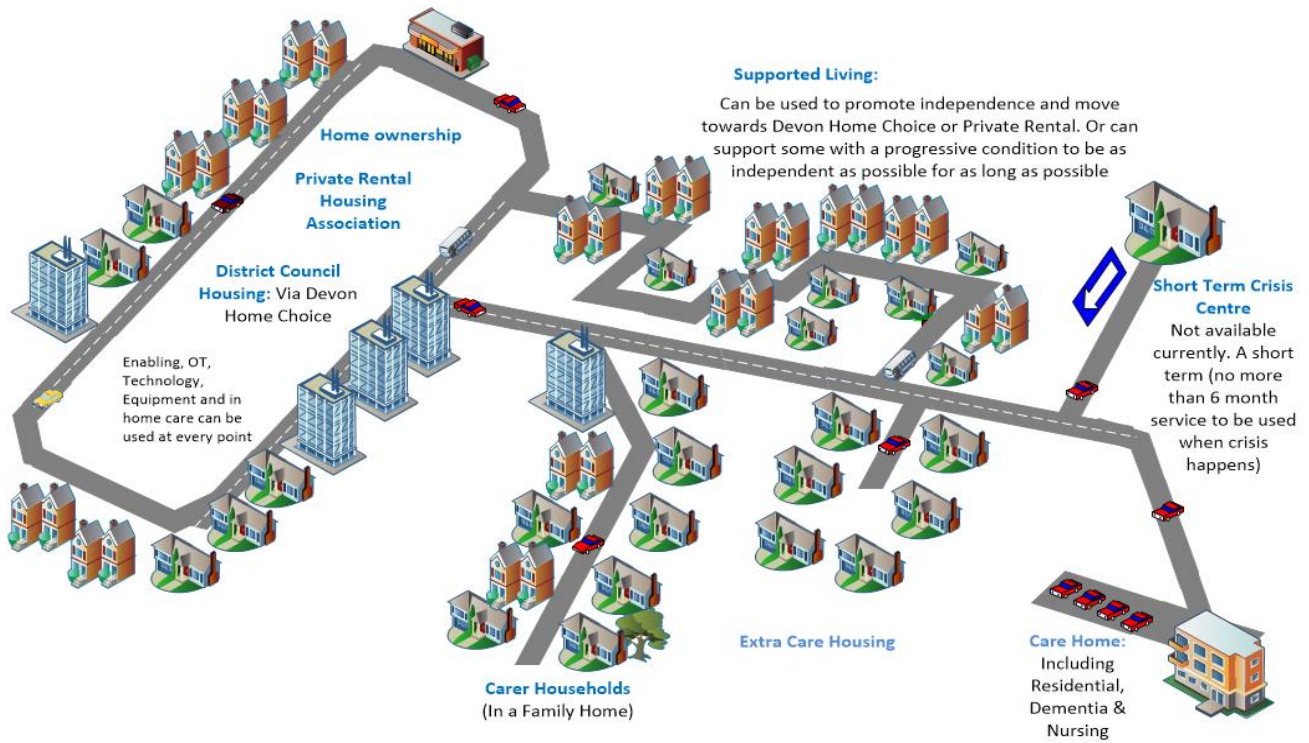 Supported Living:
Can be used to promote independence and move
towards Devon Home Choice or Private Rental. Or can
support some with a progressive condition to be as
independent as possible for as long as possible
Home ownership
Private Rental
Housing
Association
District Council
Housing: Via Devon
Home Choice
Enabling, OT,
Technology,
Equipment and in
home care can be
used at every point
Short Term Crisis
Centre
Not available
currently. A short
term (no more
than 6 month
service to be used
when crisis
happens)
Extra Care Housing
Care Home:
Including
Residential,
Dementia &
Nursing
Carer Households
(In a Family Home)